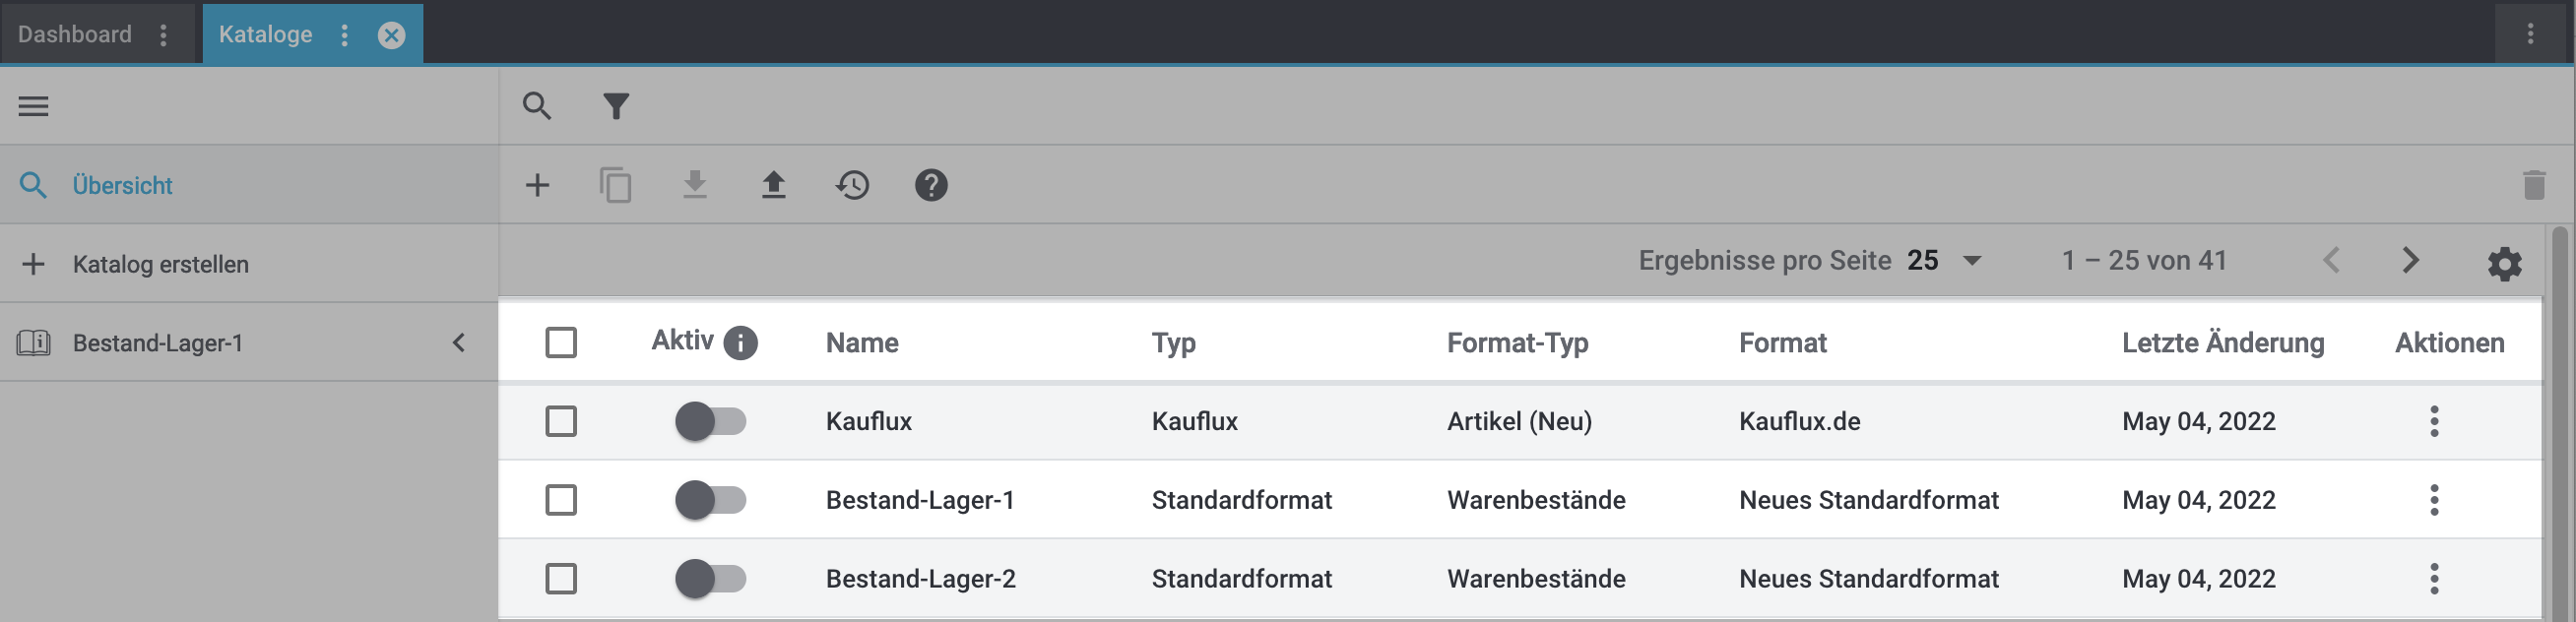 Dashboard Kataloge
Übersicht
Katalog erstellen
Bestand-Lager-1
Ergebnisse pro Seite 25 1 – 25 von 41
Aktiv Name Typ Format-Typ Format Letzte Änderung Aktionen
Kauflux Kauflux Artikel (Neu) Kauflux.de May 04, 2022
Bestand-Lager-1 Standardformat Warenbestände Neues Standardformat May 04, 2022
Bestand-Lager-2 Standardformat Warenbestände Neues Standardformat May 04, 2022